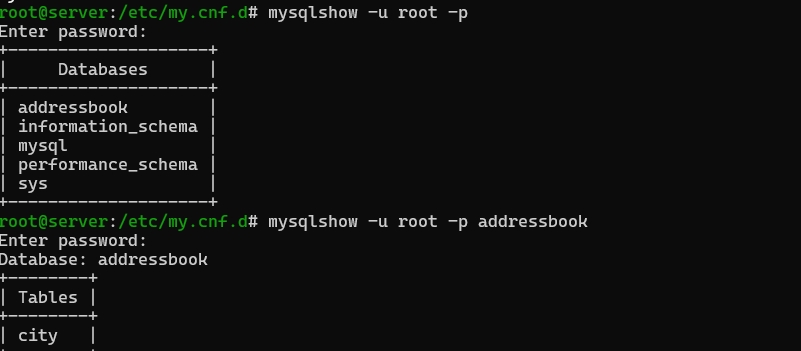 root@server:/etc/my.cnf.d# mysqlshow -u root -p
Enter password:
+--------------------+
|     Databases      |
+--------------------+
| addressbook        |
| information_schema |
| mysql              |
| performance_schema |
| sys                |
+--------------------+
root@server:/etc/my.cnf.d# mysqlshow -u root -p addressbook
Enter password:
Database: addressbook
+--------+
| Tables |
+--------+
| city   |